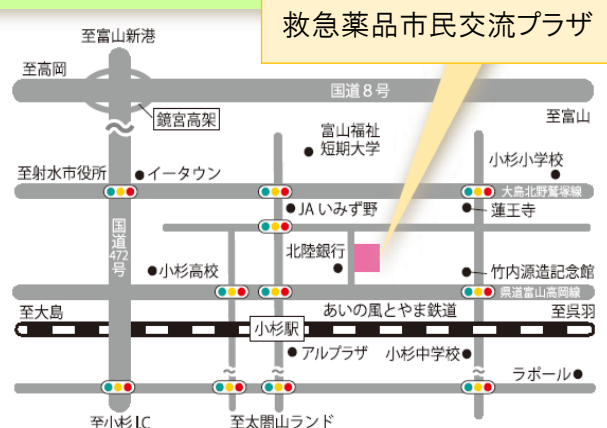 救急薬品市民交流プラザ
至富山新港
至高岡
国道8号
鏡宮高架
至富山
富山福祉
短期大学
小杉小学校
至射水市役所
イータウン
大島北野鷲塚線
JAいみず野
蓮王寺
国道472号
北陸銀行
小杉高校
竹内源造記念館
県道富山高岡線
至大島
あいの風とやま鉄道
至呉羽
小杉駅
アルプラザ
小杉中学校
ラポール
至小杉I.C
至太閤山ランド